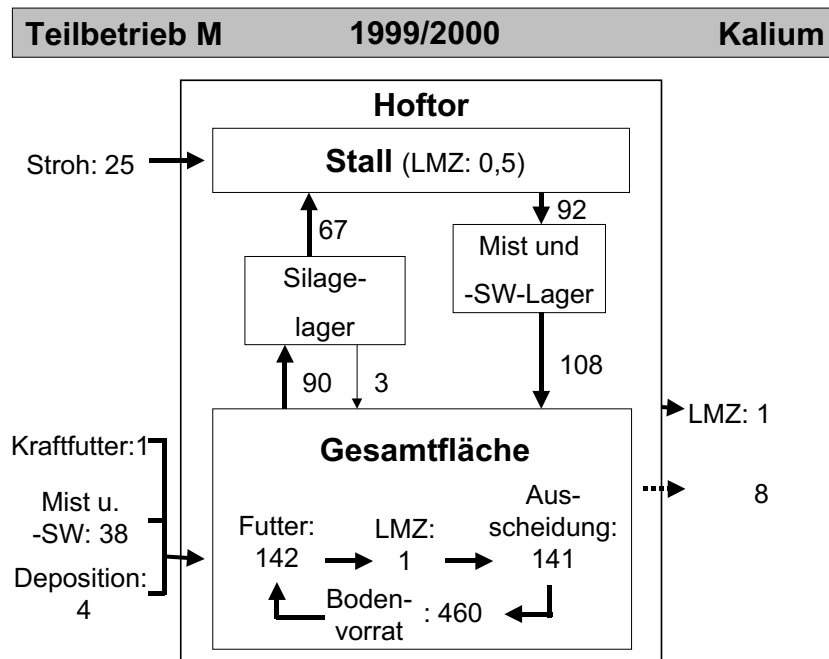 Teilbetrieb M 1999/2000 Kalium
Hoftor
Stroh: 25
Stall (LMZ: 0,5)
67
92
Silage-
lager
Mist und
-SW-Lager
90
3
108
LMZ: 1
8
Kraftfutter:1
Mist u.
-SW: 38
Deposition:
4
Gesamtfläche
Futter:
142
LMZ:
1
Aus-
scheidung:
141
Boden-
vorrat
: 460